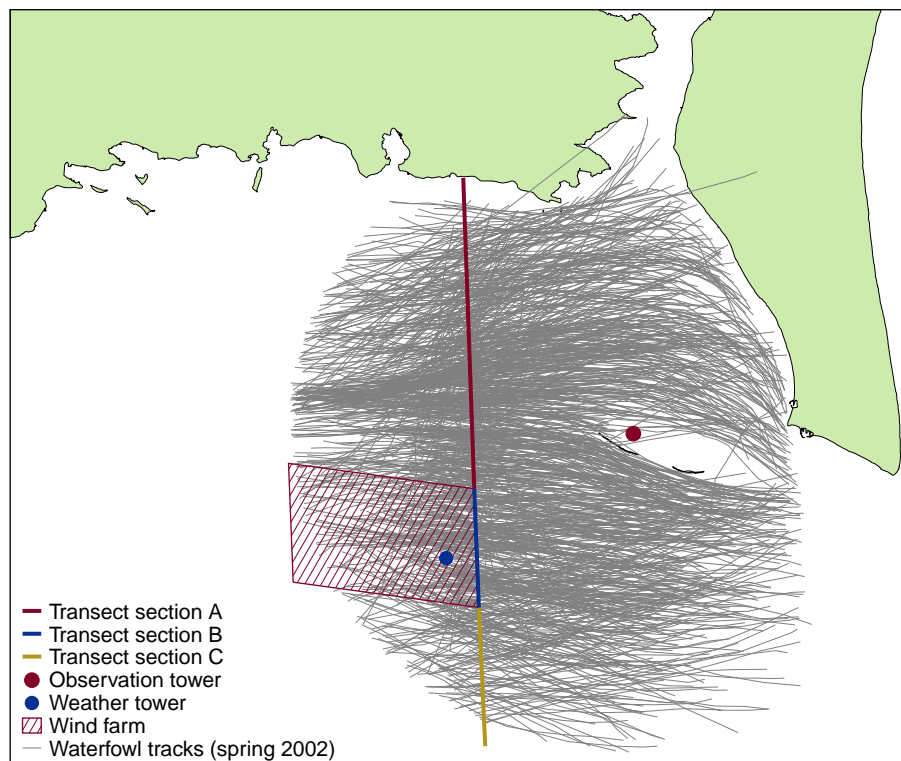 Transect section A
Transect section B
Transect section C
Observation tower
Weather tower
Wind farm
Waterfowl tracks (spring 2002)